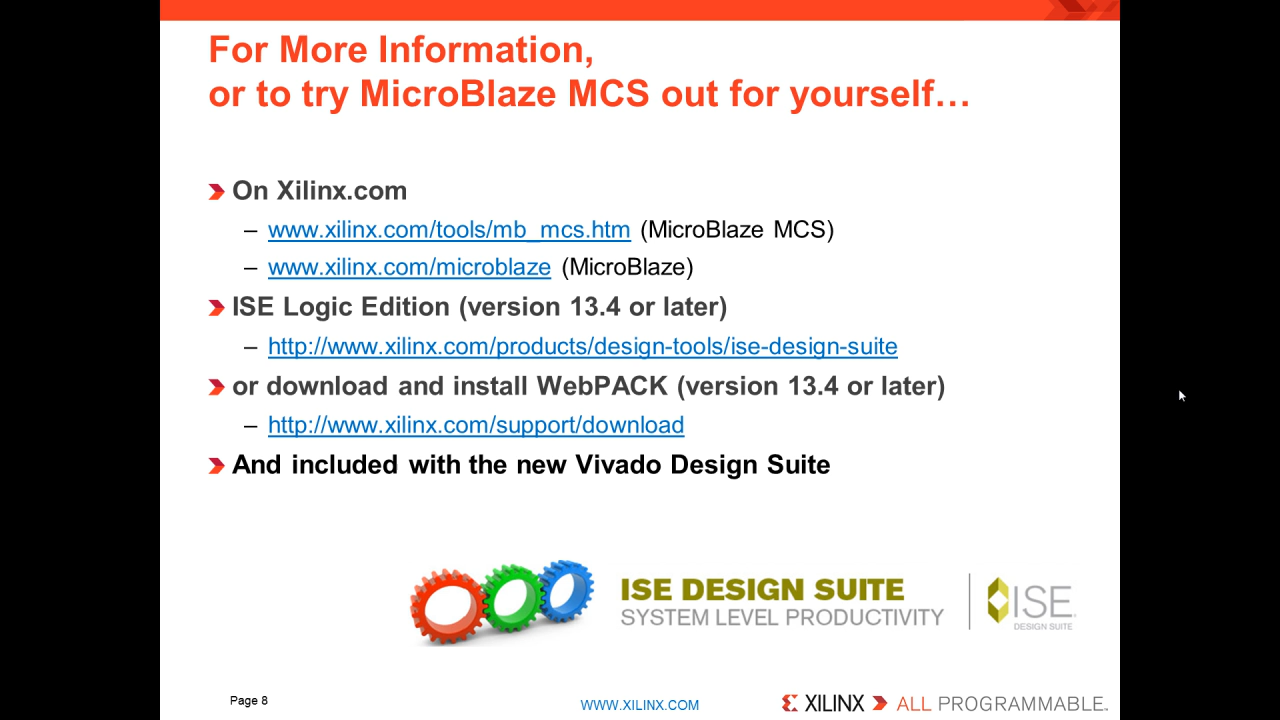 For More Information,
or to try MicroBlaze MCS out for yourself…
On Xilinx.com
– www.xilinx.com/tools/mb_mcs.htm (MicroBlaze MCS)
– www.xilinx.com/microblaze (MicroBlaze)
ISE Logic Edition (version 13.4 or later)
– http://www.xilinx.com/products/design-tools/ise-design-suite
or download and install WebPACK (version 13.4 or later)
– http://www.xilinx.com/support/download
And included with the new Vivado Design Suite
ISE DESIGN SUITE
SYSTEM LEVEL PRODUCTIVITY
ISE
DESIGN SUITE
Page 8
WWW.XILINX.COM
XILINX ALL PROGRAMMABLE.